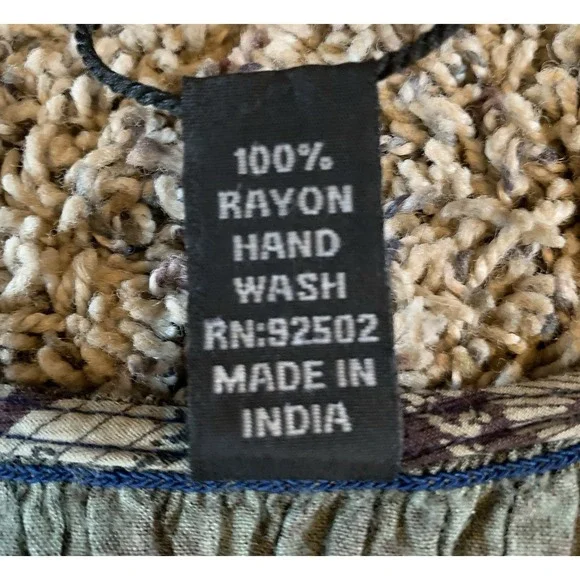 100%
RAYON
HAND
WASH
RN:92502
MADE IN
INDIA